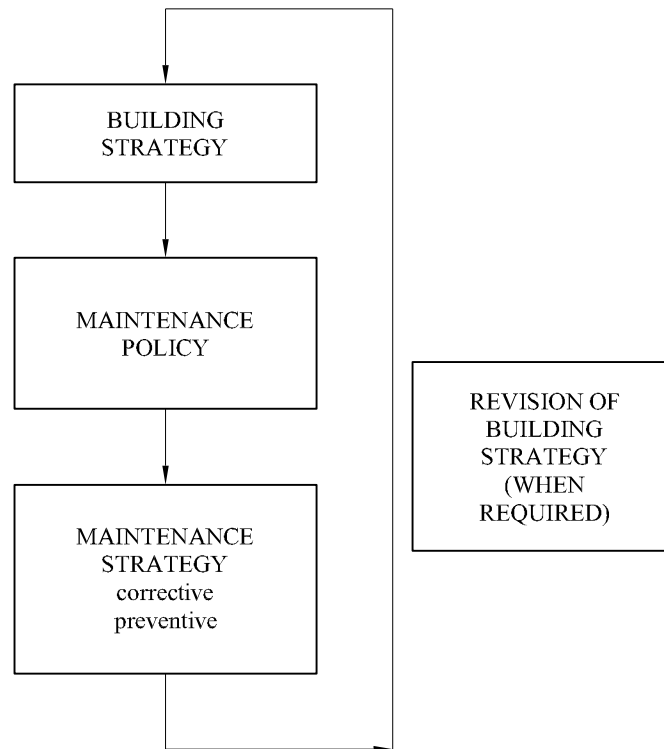 BUILDING
STRATEGY
MAINTENANCE
POLICY
MAINTENANCE
STRATEGY
corrective
preventive
REVISION OF
BUILDING
STRATEGY
(WHEN
REQUIRED)